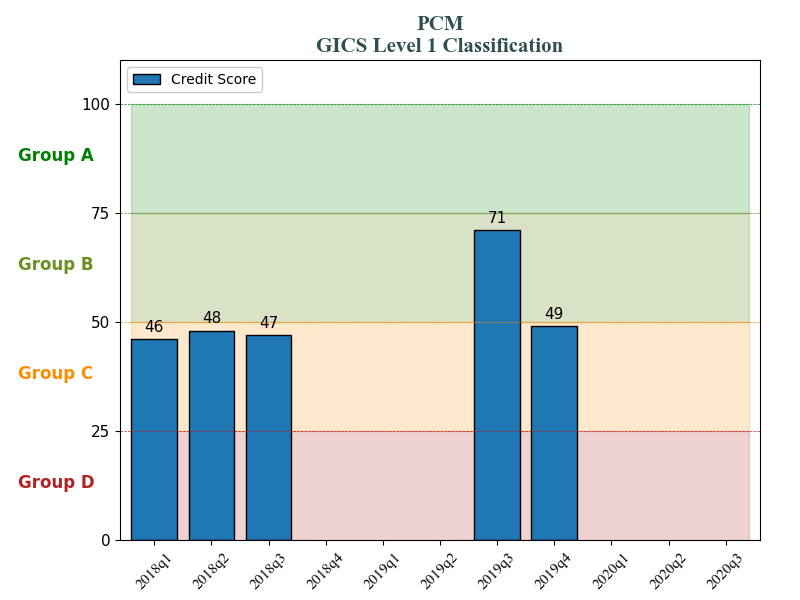 PCM
GICS Level 1 Classification
Credit Score
100
Group A
75
71
Group B
50
46
48
47
49
Group C
25
Group D
0
2018q1
2018q2
2018q3
2018q4
2019q1
2019q2
2019q3
2019q4
2020q1
2020q2
2020q3